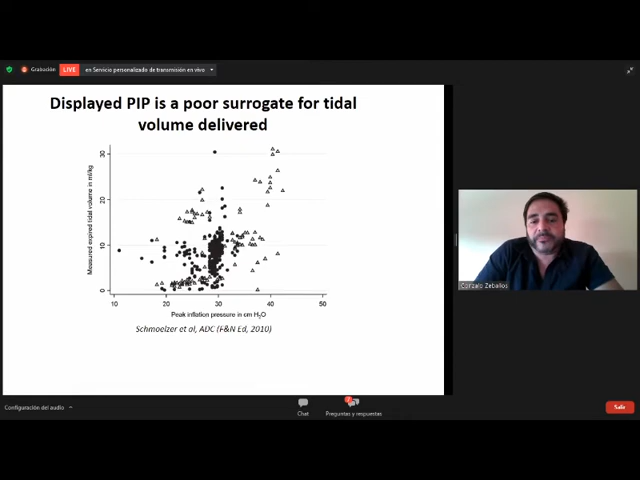 Grabación
LIVE
en Servicio personalizado de transmisión en vivo
Displayed PIP is a poor surrogate for tidal
volume delivered
Measured expired tidal volume in ml/kg
30
20
10
0
10 20 30 40 50
Peak inflation pressure in cm H₂O
Schmoelzer et al, ADC (F&N Ed, 2010)
Gonzalo Zeballos
Configuración del audio
Chat
Preguntas y respuestas
Salir